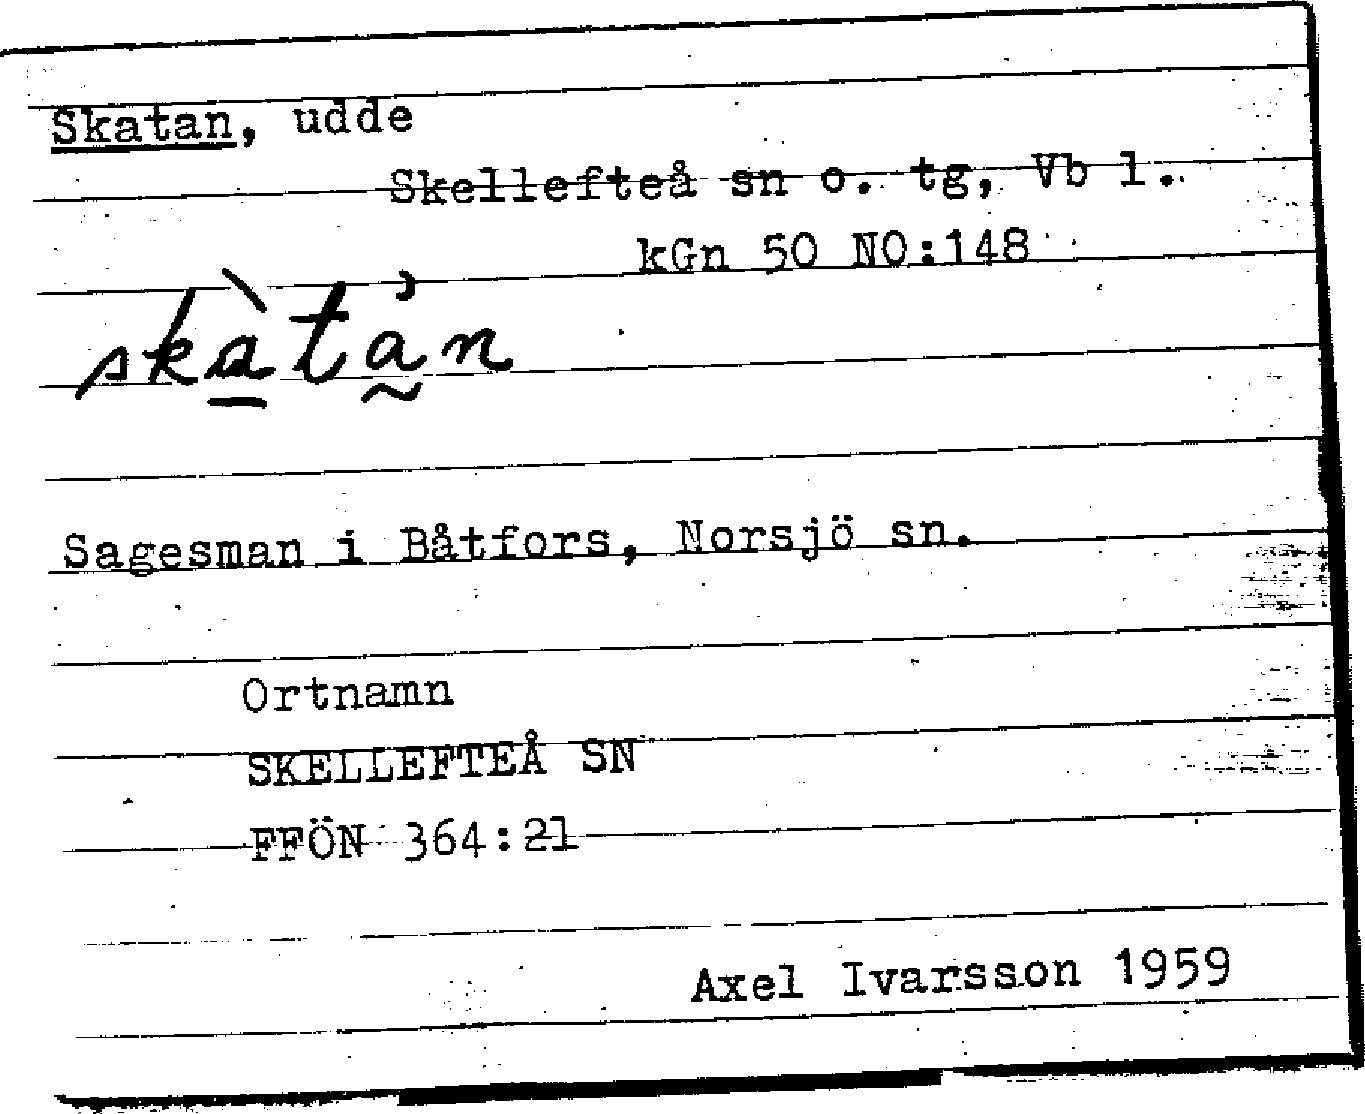 Skatan, udde
Skellefteå sn o. tg, Vb l.
kGn 50 NO:148
skàta̰̓n
Sagesman i Båtfors, Norsjö sn.
Ortnamn
SKELLEFTEÅ SN
FFÖN 364:21
Axel Ivarsson 1959